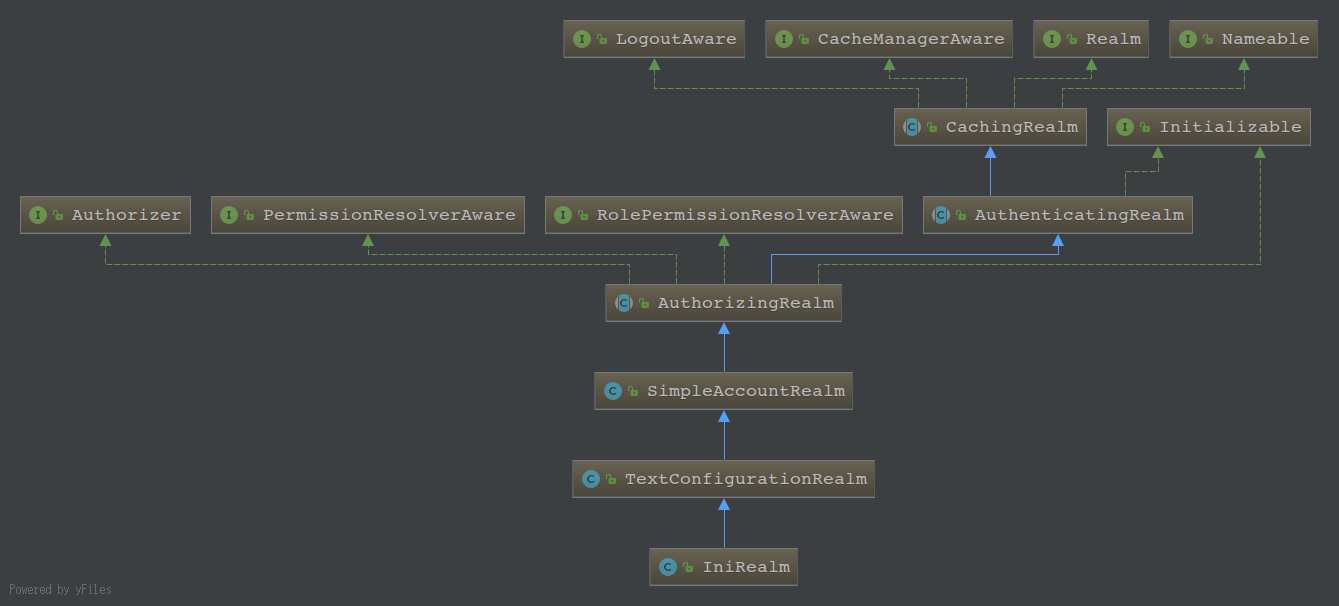 LogoutAware
CacheManagerAware
Realm
Nameable
CachingRealm
Initializable
Authorizer
PermissionResolverAware
RolePermissionResolverAware
AuthenticatingRealm
AuthorizingRealm
SimpleAccountRealm
TextConfigurationRealm
IniRealm
Powered by yFiles